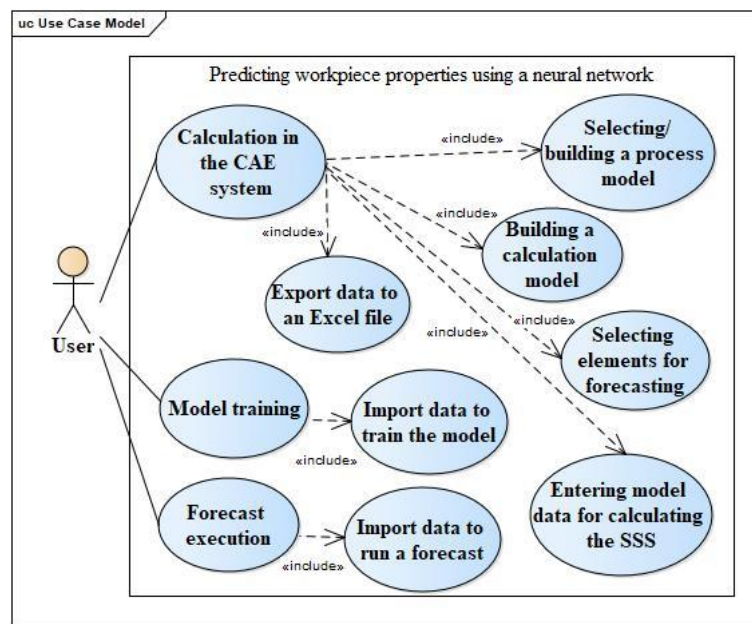 uc Use Case Model
Predicting workpiece properties using a neural network
Calculation in
the CAE
system
«include»
Selecting/
building a process
model
«include»
Building a
calculation
model
«include»
Export data to
an Excel file
«include»
Selecting
elements for
forecasting
«include»
Entering model
data for calculating
the SSS
User
Model training
«include»
Import data to
train the model
Forecast
execution
«include»
Import data to
run a forecast